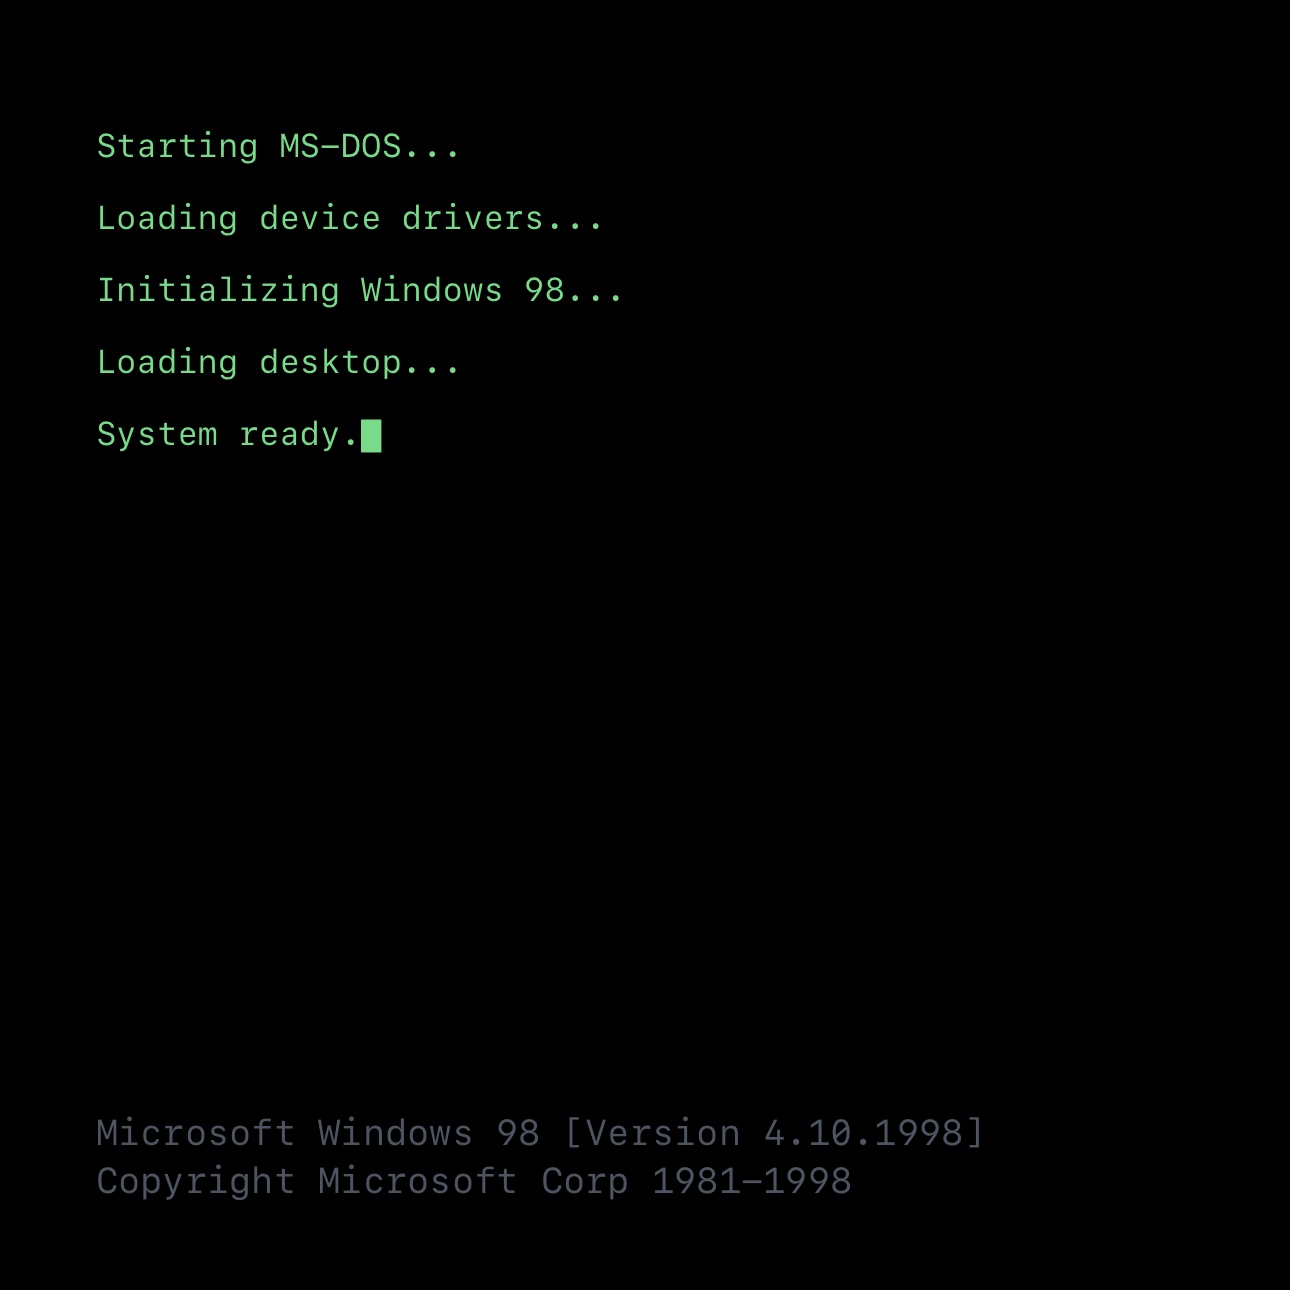 Starting MS-DOS...
Loading device drivers...
Initializing Windows 98...
Loading desktop...
System ready.
Microsoft Windows 98 [Version 4.10.1998]
Copyright Microsoft Corp 1981-1998